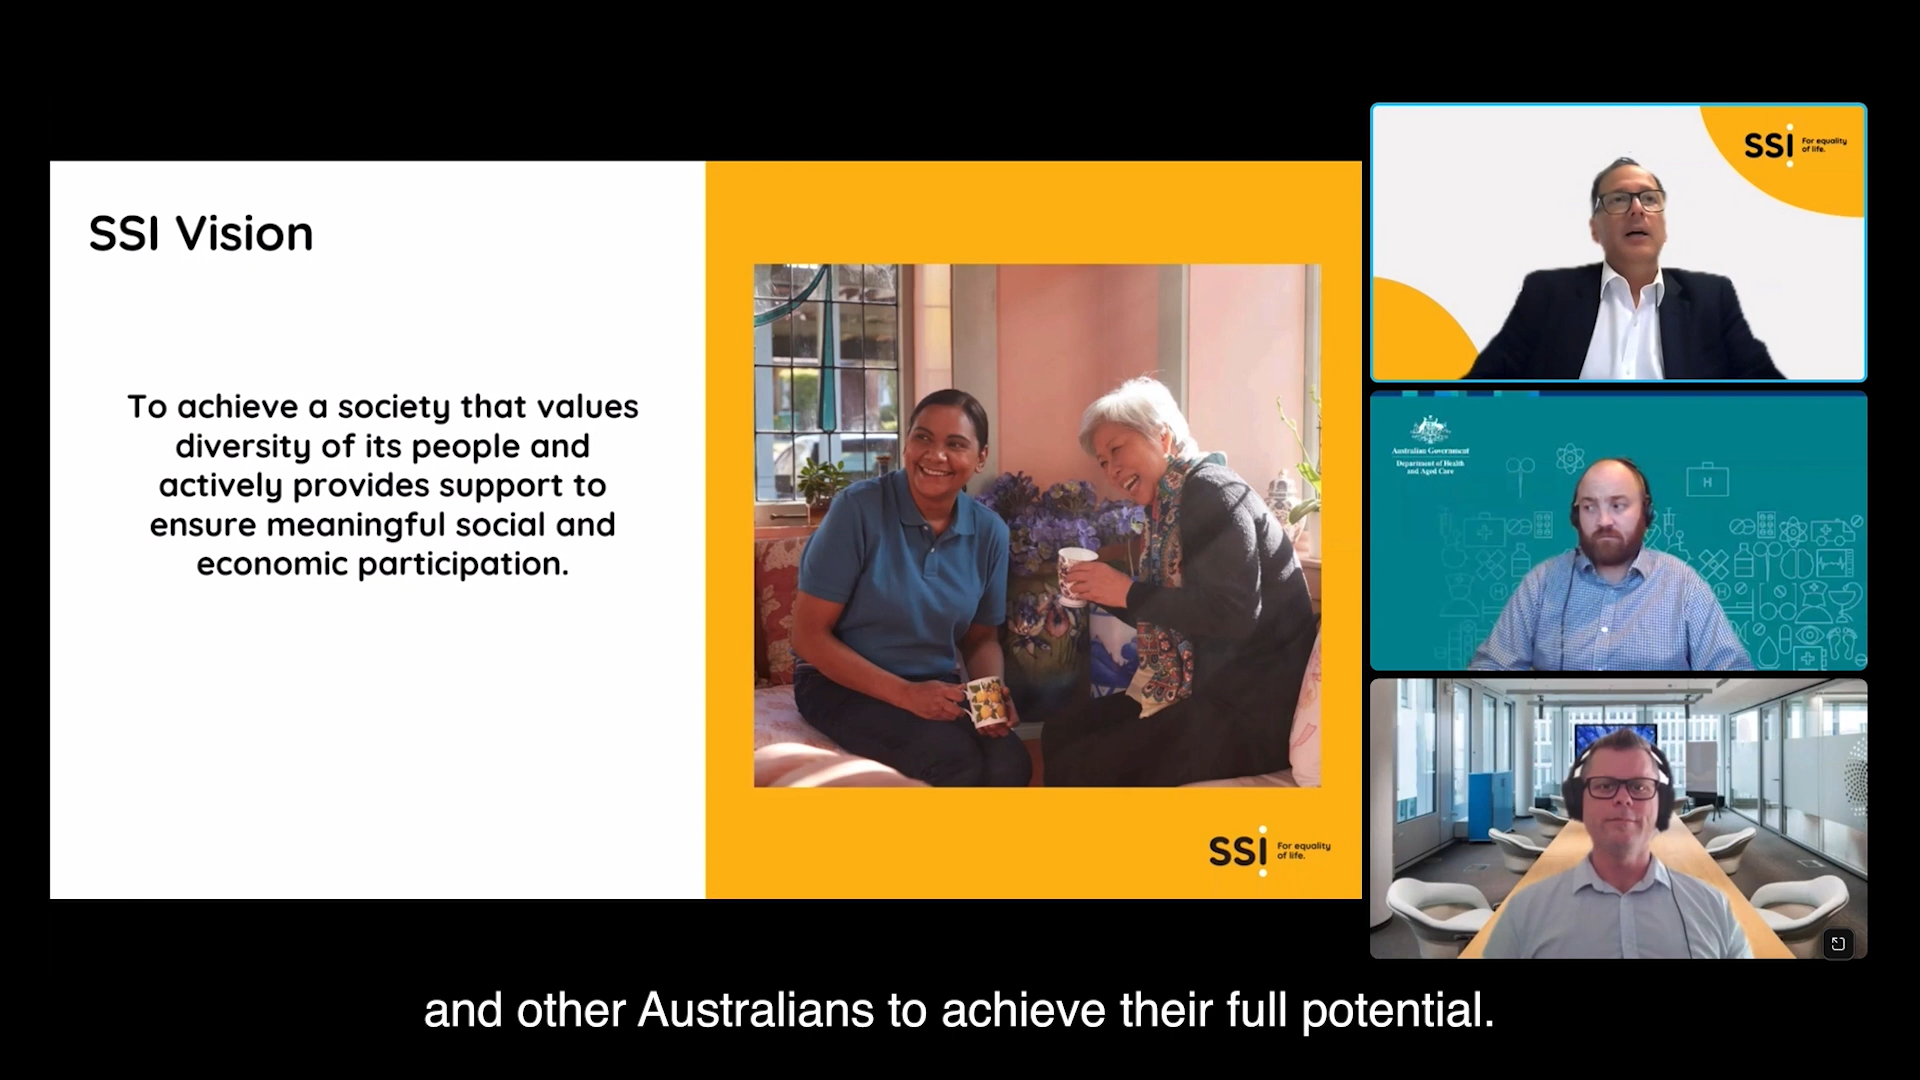 SSI Vision
To achieve a society that values
diversity of its people and
actively provides support to
ensure meaningful social and
economic participation.
SSI For equality
of life.
SSI For equality
of life.
Australian Government
Department of Health
and Aged Care
H
and other Australians to achieve their full potential.